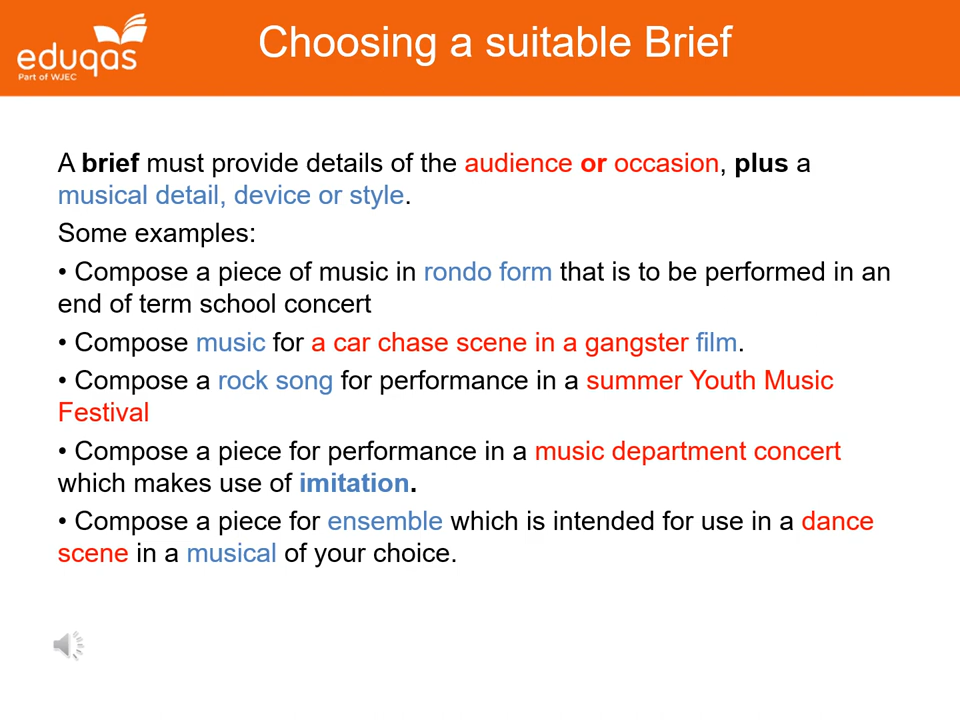 eduqas
Part of WJEC
Choosing a suitable Brief
A brief must provide details of the audience or occasion, plus a
musical detail, device or style.
Some examples:
• Compose a piece of music in rondo form that is to be performed in an
end of term school concert
• Compose music for a car chase scene in a gangster film.
• Compose a rock song for performance in a summer Youth Music
Festival
• Compose a piece for performance in a music department concert
which makes use of imitation.
• Compose a piece for ensemble which is intended for use in a dance
scene in a musical of your choice.